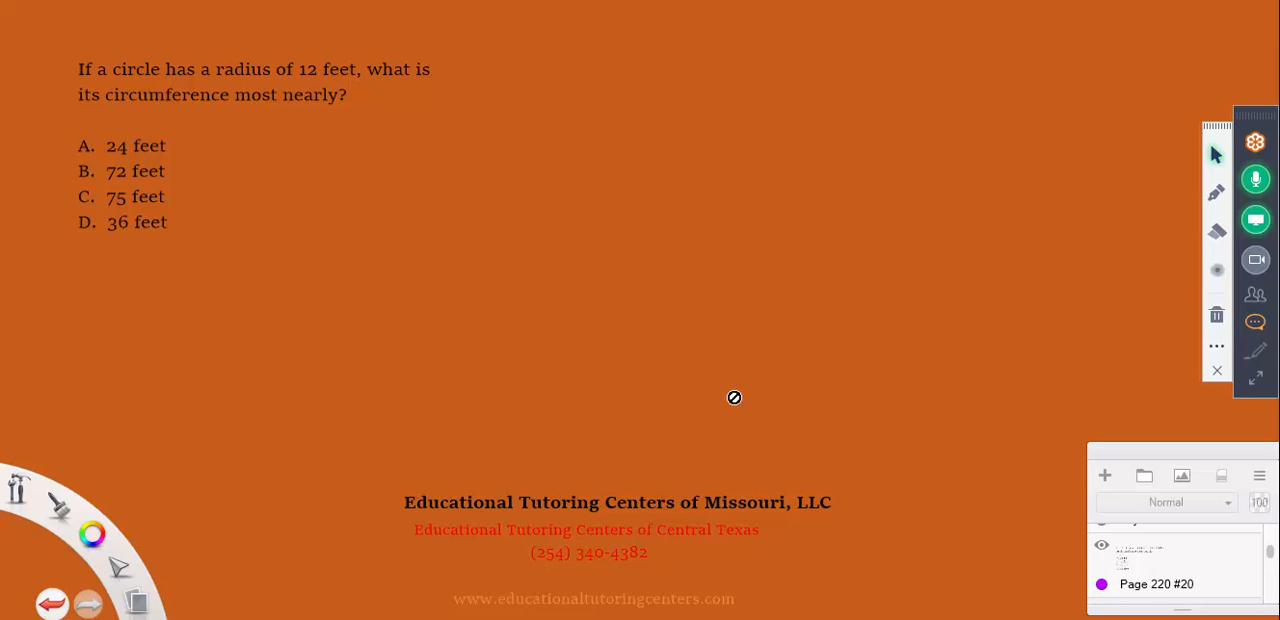 If a circle has a radius of 12 feet, what is
its circumference most nearly?
A. 24 feet
B. 72 feet
C. 75 feet
D. 36 feet
Educational Tutoring Centers of Missouri, LLC
Educational Tutoring Centers of Central Texas
(254) 340-4382
www.educationaltutoringcenters.com
Normal
100
Page 220 #20